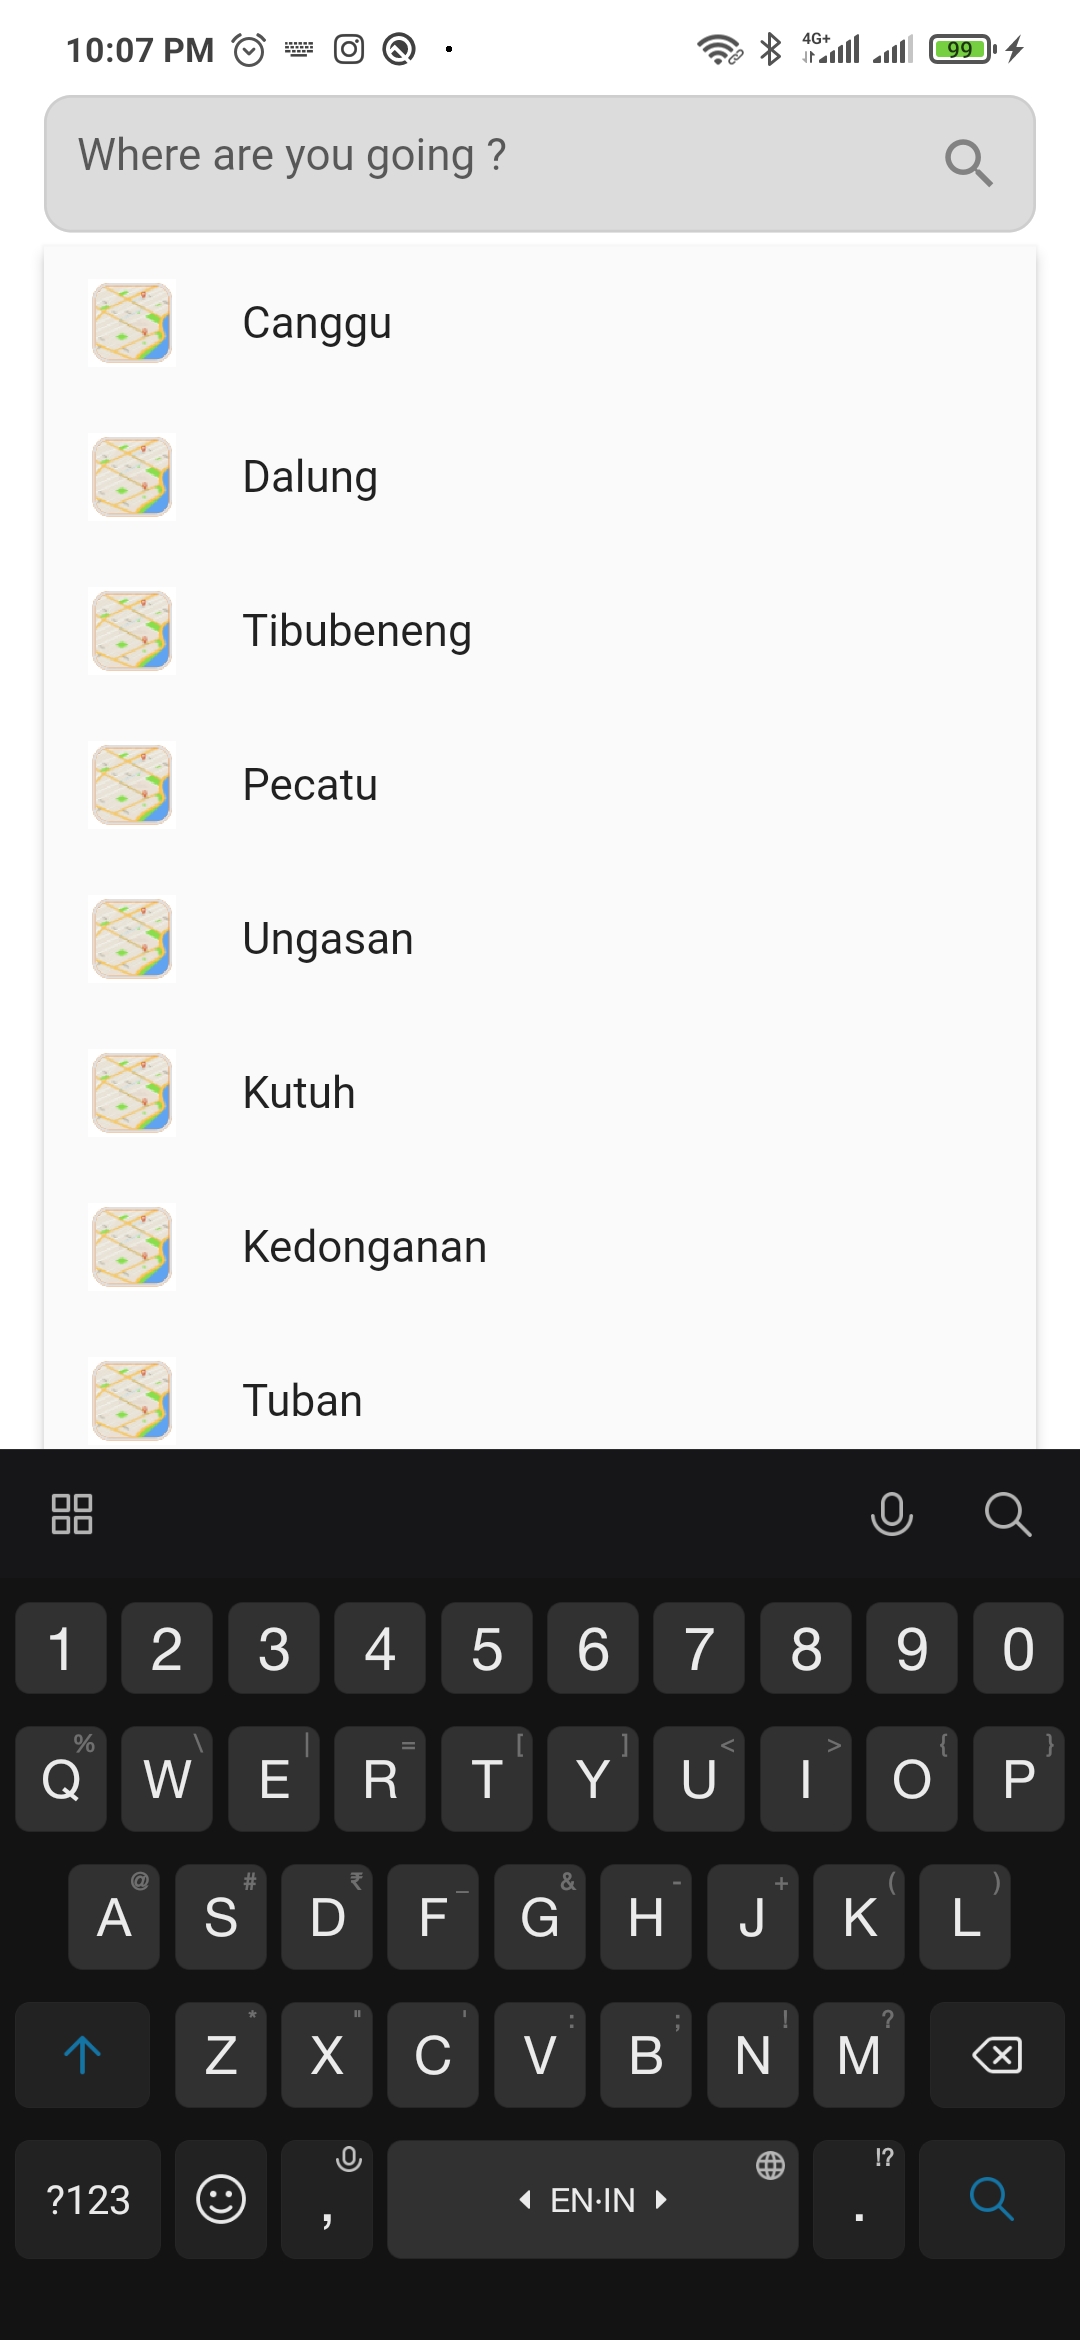 10:07 PM 4G+ 99
Where are you going ?
Canggu
Dalung
Tibubeneng
Pecatu
Ungasan
Kutuh
Kedonganan
Tuban
1 2 3 4 5 6 7 8 9 0
% \ | = [ ] < > { }
Q W E R T Y U I O P
@ # ₹ _ & - + ( )
A S D F G H J K L
* " ' : ; ! ?
Z X C V B N M
!?
?123 , EN·IN .